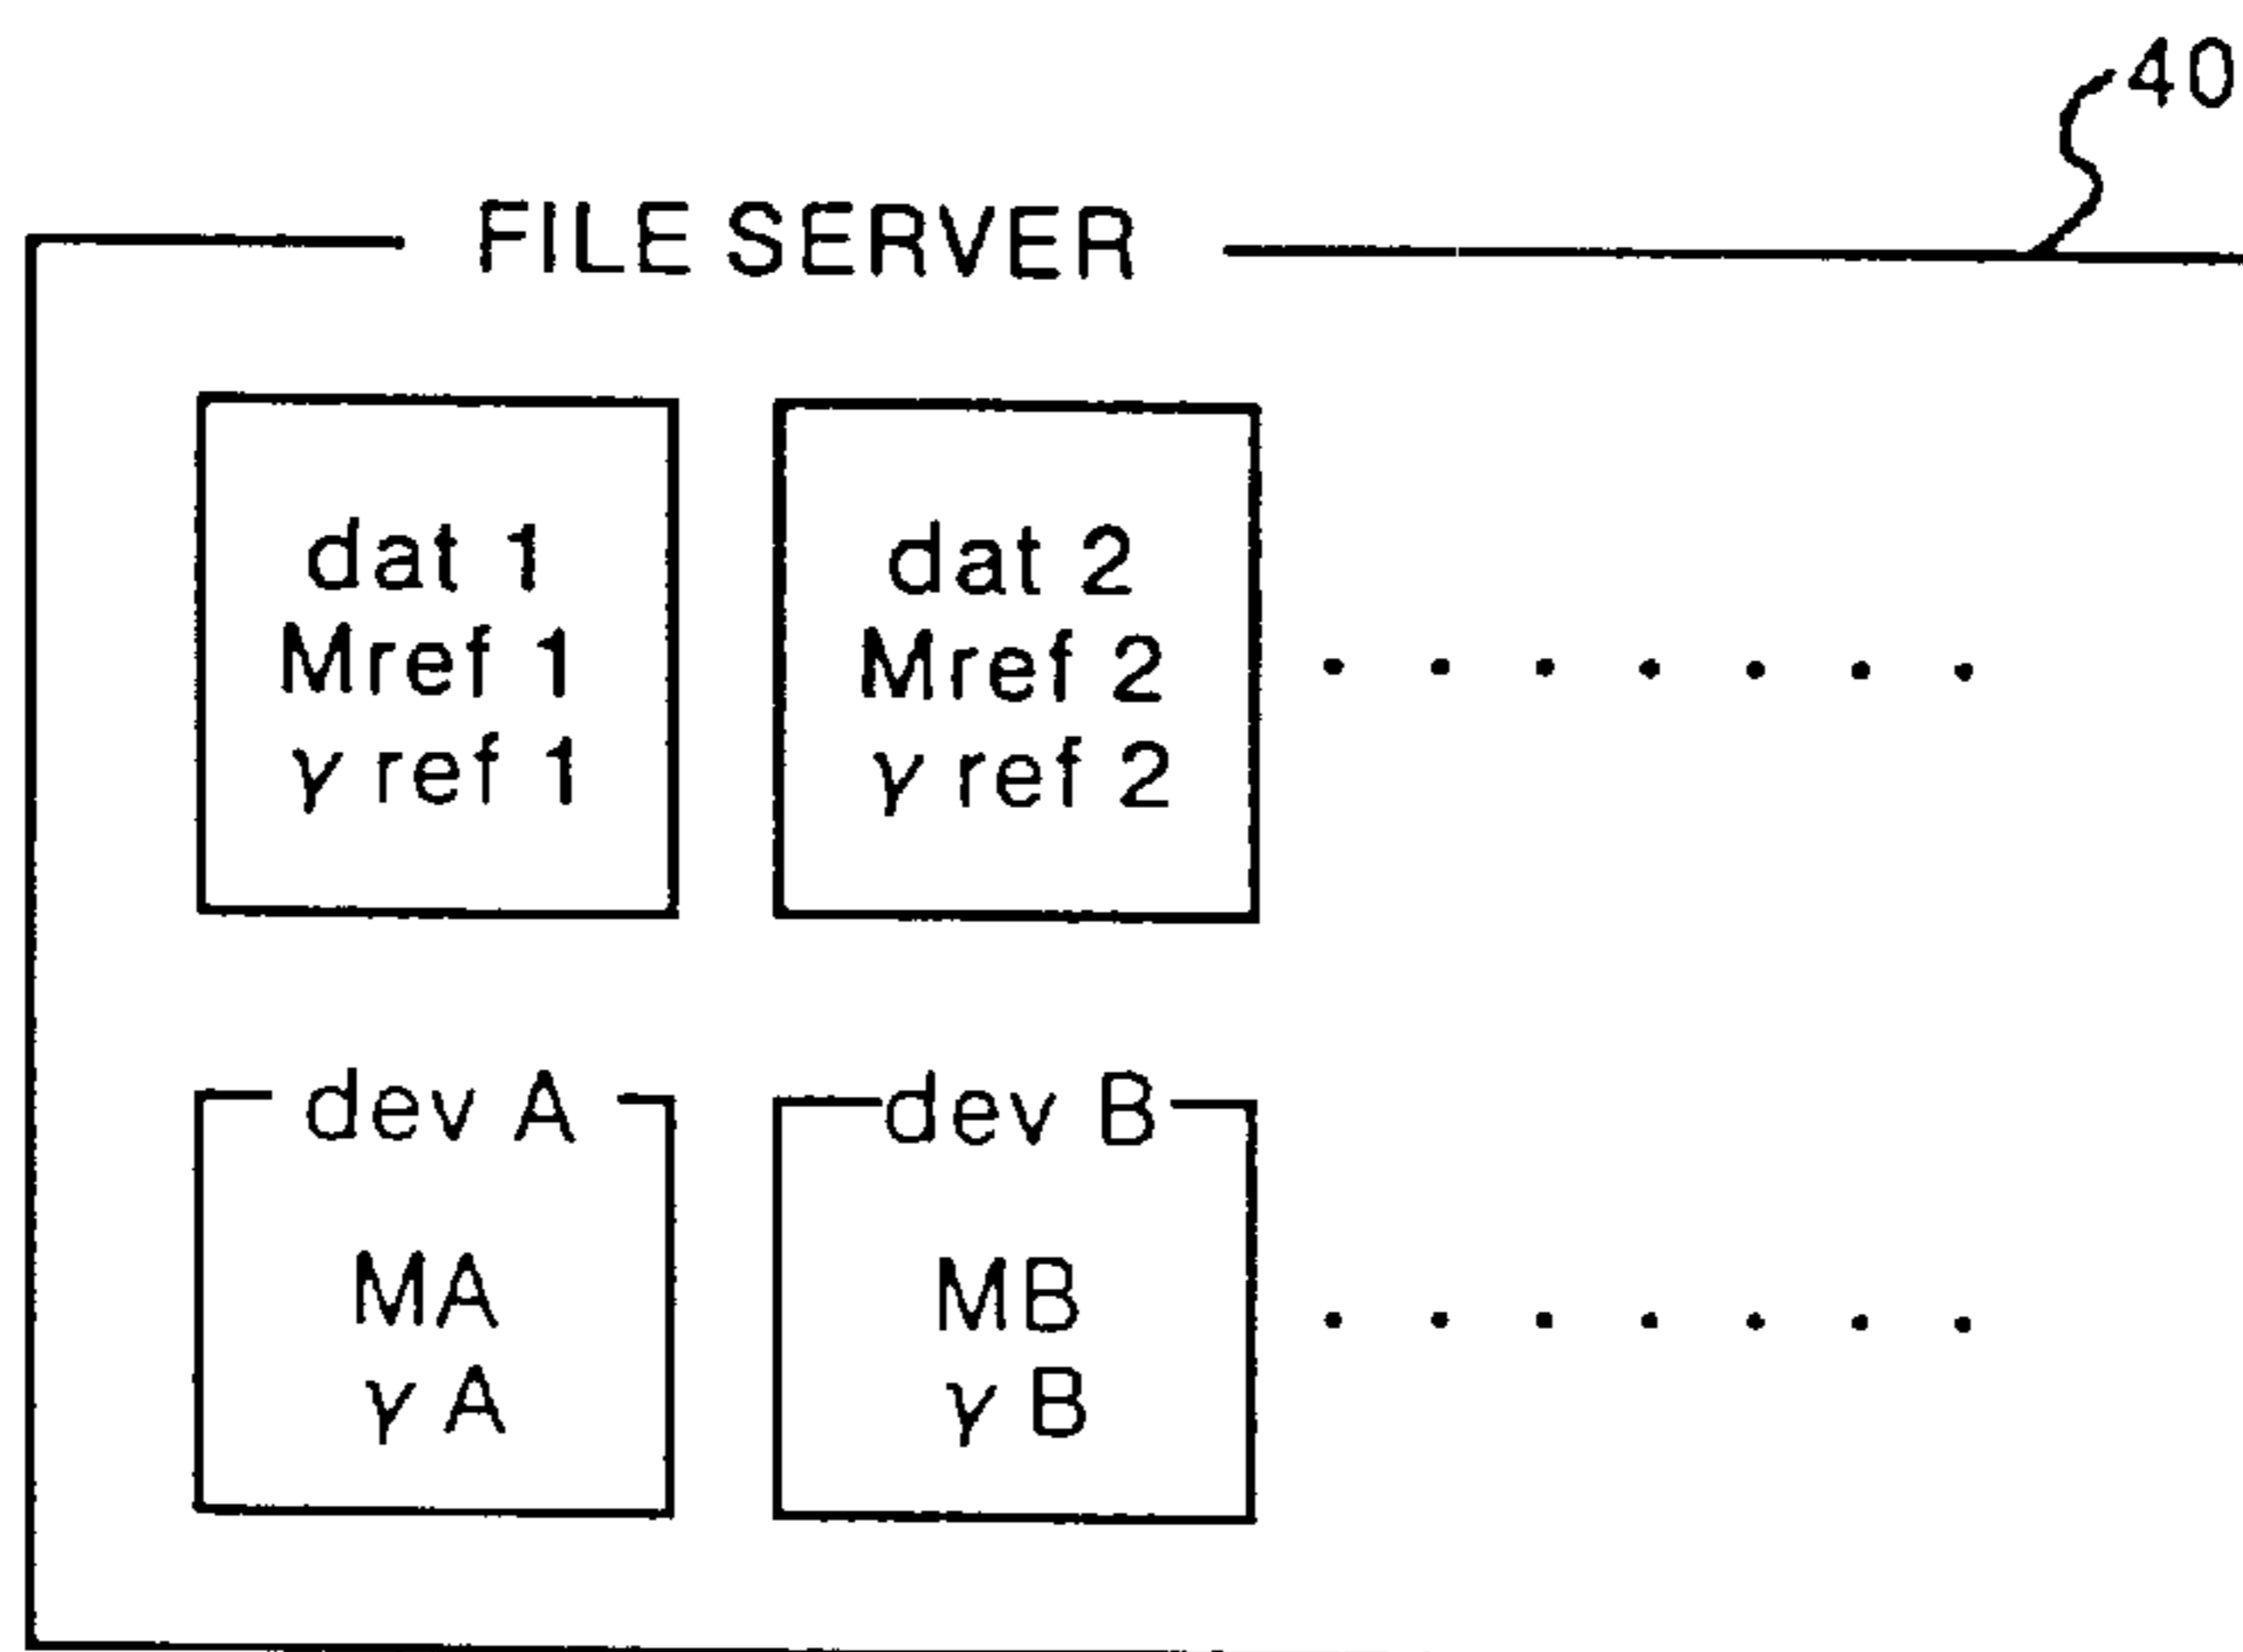 40
FILE SERVER
dat 1
Mref 1
γ ref 1
dat 2
Mref 2
γ ref 2
dev A
MA
γ A
dev B
MB
γ B